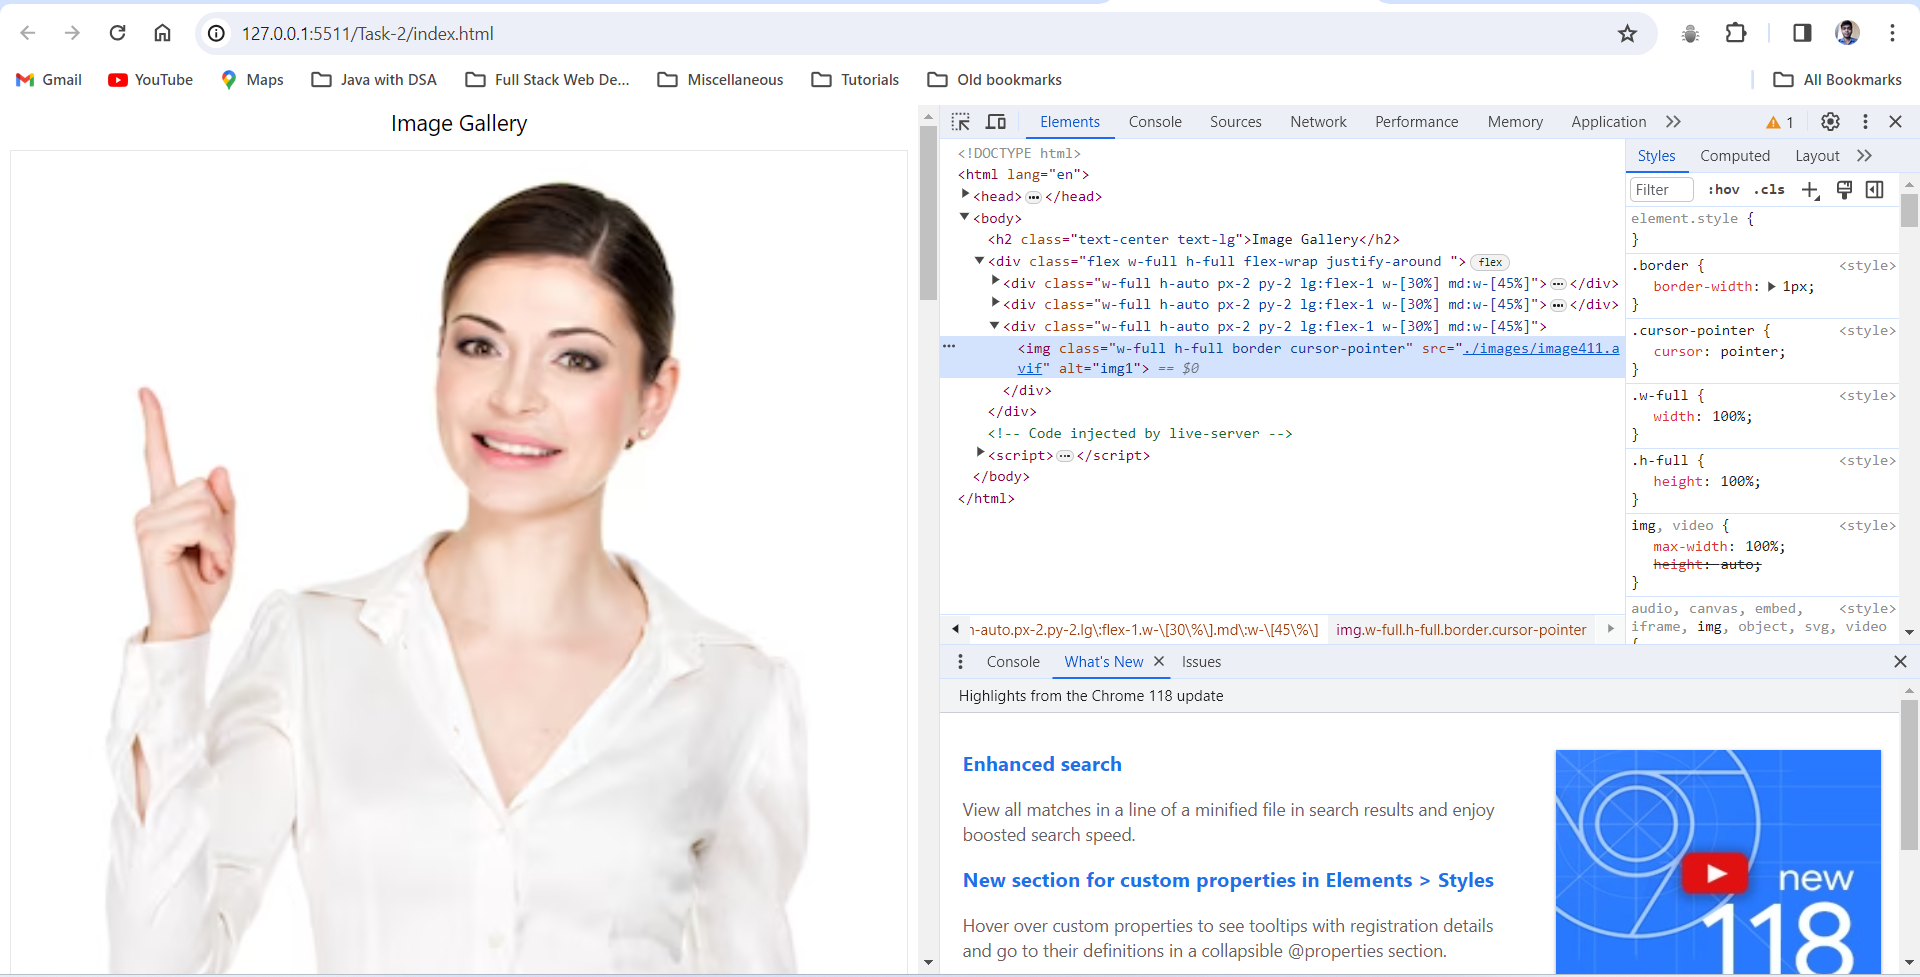 127.0.0.1:5511/Task-2/index.html
Gmail YouTube Maps Java with DSA Full Stack Web De... Miscellaneous Tutorials Old bookmarks All Bookmarks
Image Gallery
Elements Console Sources Network Performance Memory Application 1
<!DOCTYPE html>
<html lang="en">
<head> </head>
<body>
<h2 class="text-center text-lg">Image Gallery</h2>
<div class="flex w-full h-full flex-wrap justify-around "> flex
<div class="w-full h-auto px-2 py-2 lg:flex-1 w-[30%] md:w-[45%]"> </div>
<div class="w-full h-auto px-2 py-2 lg:flex-1 w-[30%] md:w-[45%]"> </div>
<div class="w-full h-auto px-2 py-2 lg:flex-1 w-[30%] md:w-[45%]">
<img class="w-full h-full border cursor-pointer" src="./images/image411.a
vif" alt="img1"> == $0
</div>
</div>
<!-- Code injected by live-server -->
<script> </script>
</body>
</html>
h-auto.px-2.py-2.lg\:flex-1.w-\[30\%\].md\:w-\[45\%\] img.w-full.h-full.border.cursor-pointer
Styles Computed Layout
Filter :hov .cls
element.style {
}
.border { <style>
border-width: 1px;
}
.cursor-pointer { <style>
cursor: pointer;
}
.w-full { <style>
width: 100%;
}
.h-full { <style>
height: 100%;
}
img, video { <style>
max-width: 100%;
height: auto;
}
audio, canvas, embed, <style>
iframe, img, object, svg, video
{
Console What's New Issues
Highlights from the Chrome 118 update
Enhanced search
View all matches in a line of a minified file in search results and enjoy
boosted search speed.
New section for custom properties in Elements > Styles
Hover over custom properties to see tooltips with registration details
and go to their definitions in a collapsible @properties section.
new
118